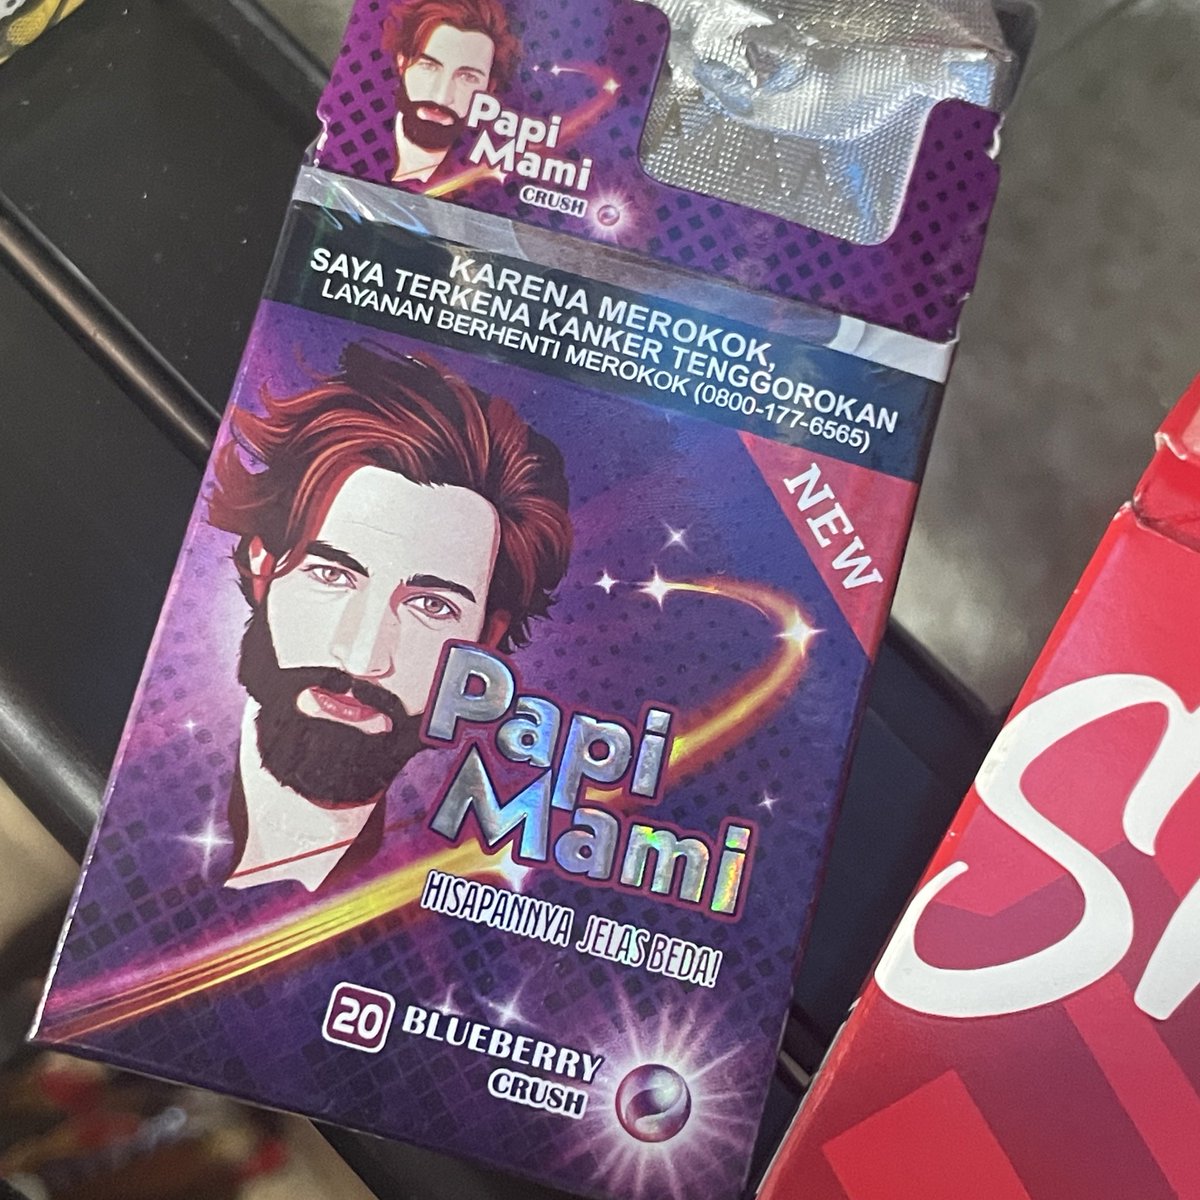 Papi
Mami
CRUSH
KARENA MEROKOK,
SAYA TERKENA KANKER TENGGOROKAN
LAYANAN BERHENTI MEROKOK (0800-177-6565)
NEW
Papi
Mami
HISAPANNYA JELAS BEDA!
20 BLUEBERRY
CRUSH